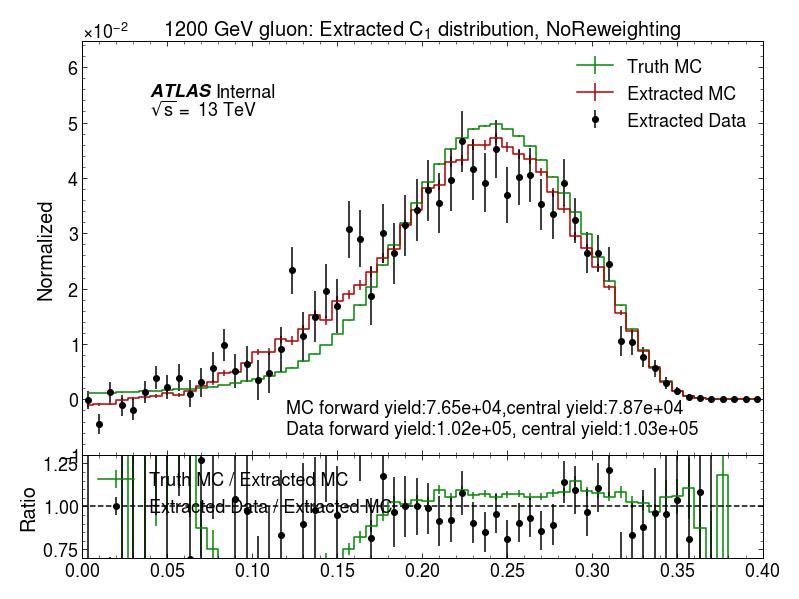 ×10⁻² 1200 GeV gluon: Extracted C₁ distribution, NoReweighting
ATLAS Internal
√s = 13 TeV
Truth MC
Extracted MC
Extracted Data
6
5
4
3
2
1
0
Normalized
MC forward yield:7.65e+04,central yield:7.87e+04
Data forward yield:1.02e+05, central yield:1.03e+05
Truth MC / Extracted MC
Extracted Data / Extracted MC
1.25
1.00
0.75
Ratio
0.00 0.05 0.10 0.15 0.20 0.25 0.30 0.35 0.40